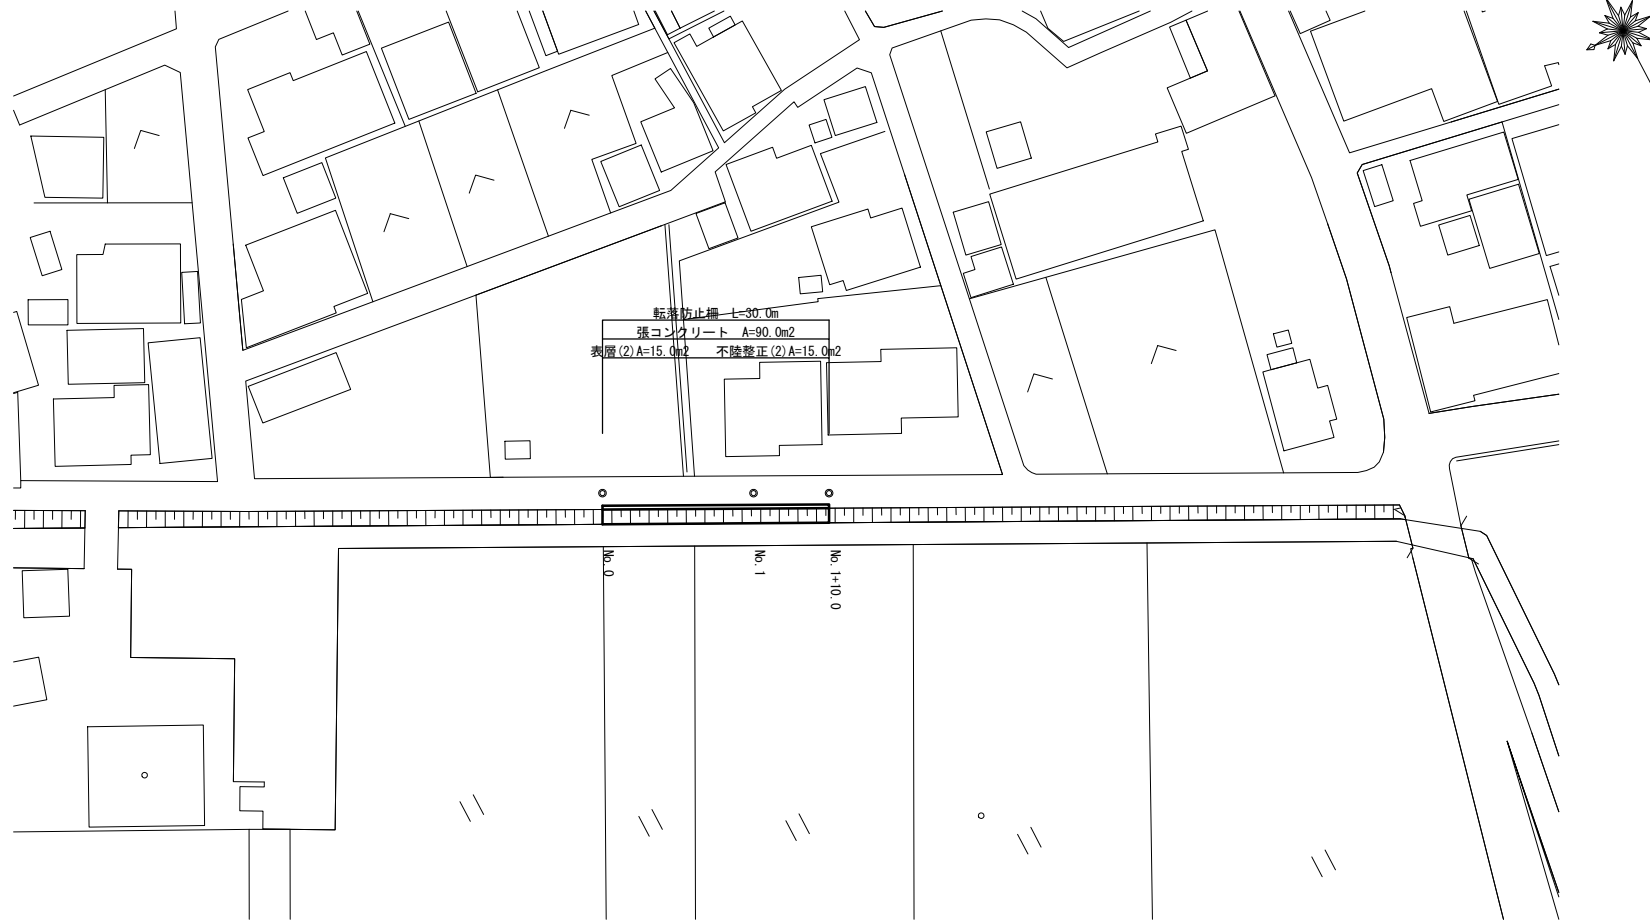 転落防止柵　L=30.0m
張コンクリート　A=90.0m2
表層(2)A=15.0m2　　不陸整正(2)A=15.0m2
No.0
No.1
No.1+10.0